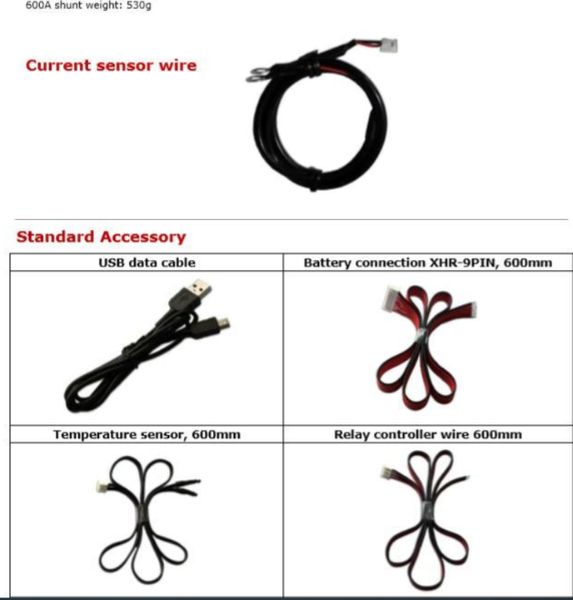 600A shunt weight: 530g
Current sensor wire
Standard Accessory
USB data cable
Battery connection XHR-9PIN, 600mm
Temperature sensor, 600mm
Relay controller wire 600mm